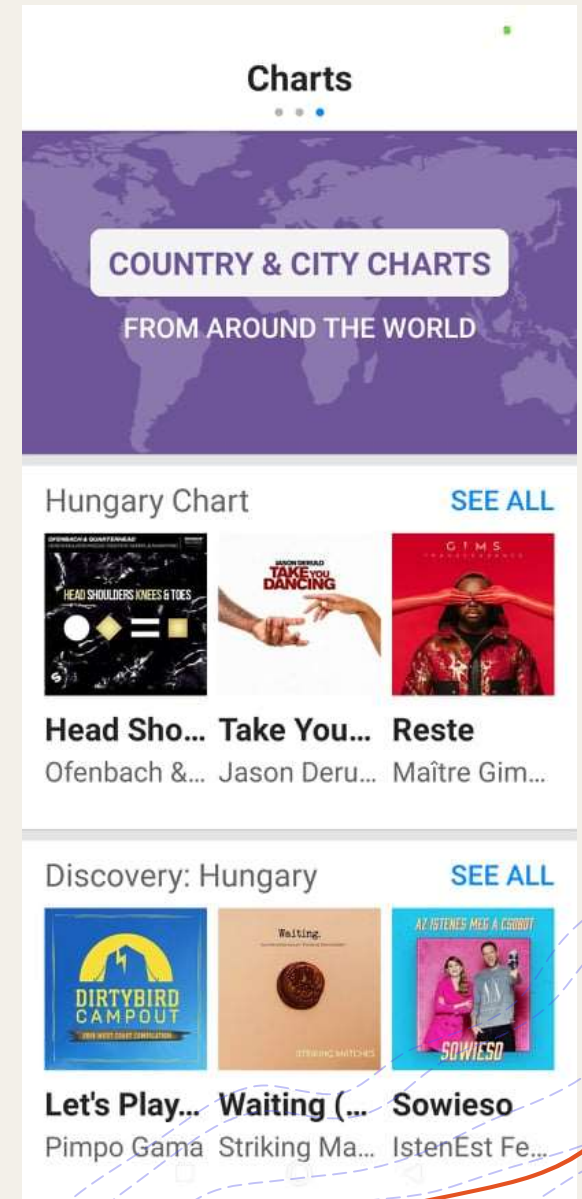 Charts
COUNTRY & CITY CHARTS
FROM AROUND THE WORLD
Hungary Chart SEE ALL
OFENBACH & QUARTERHEAD
HEAD SHOULDERS KNEES & TOES
JASON DERULO
TAKE YOU
DANCING
GIMS
Head Sho... Take You... Reste
Ofenbach &... Jason Deru... Maître Gim...
Discovery: Hungary SEE ALL
DIRTYBIRD
CAMPOUT
Waiting.
STRIKING MATCHES
AZ ISTENES MEG A CSOBOT
SOWIESO
Let's Play... Waiting (... Sowieso
Pimpo Gama Striking Ma... IstenEst Fe...